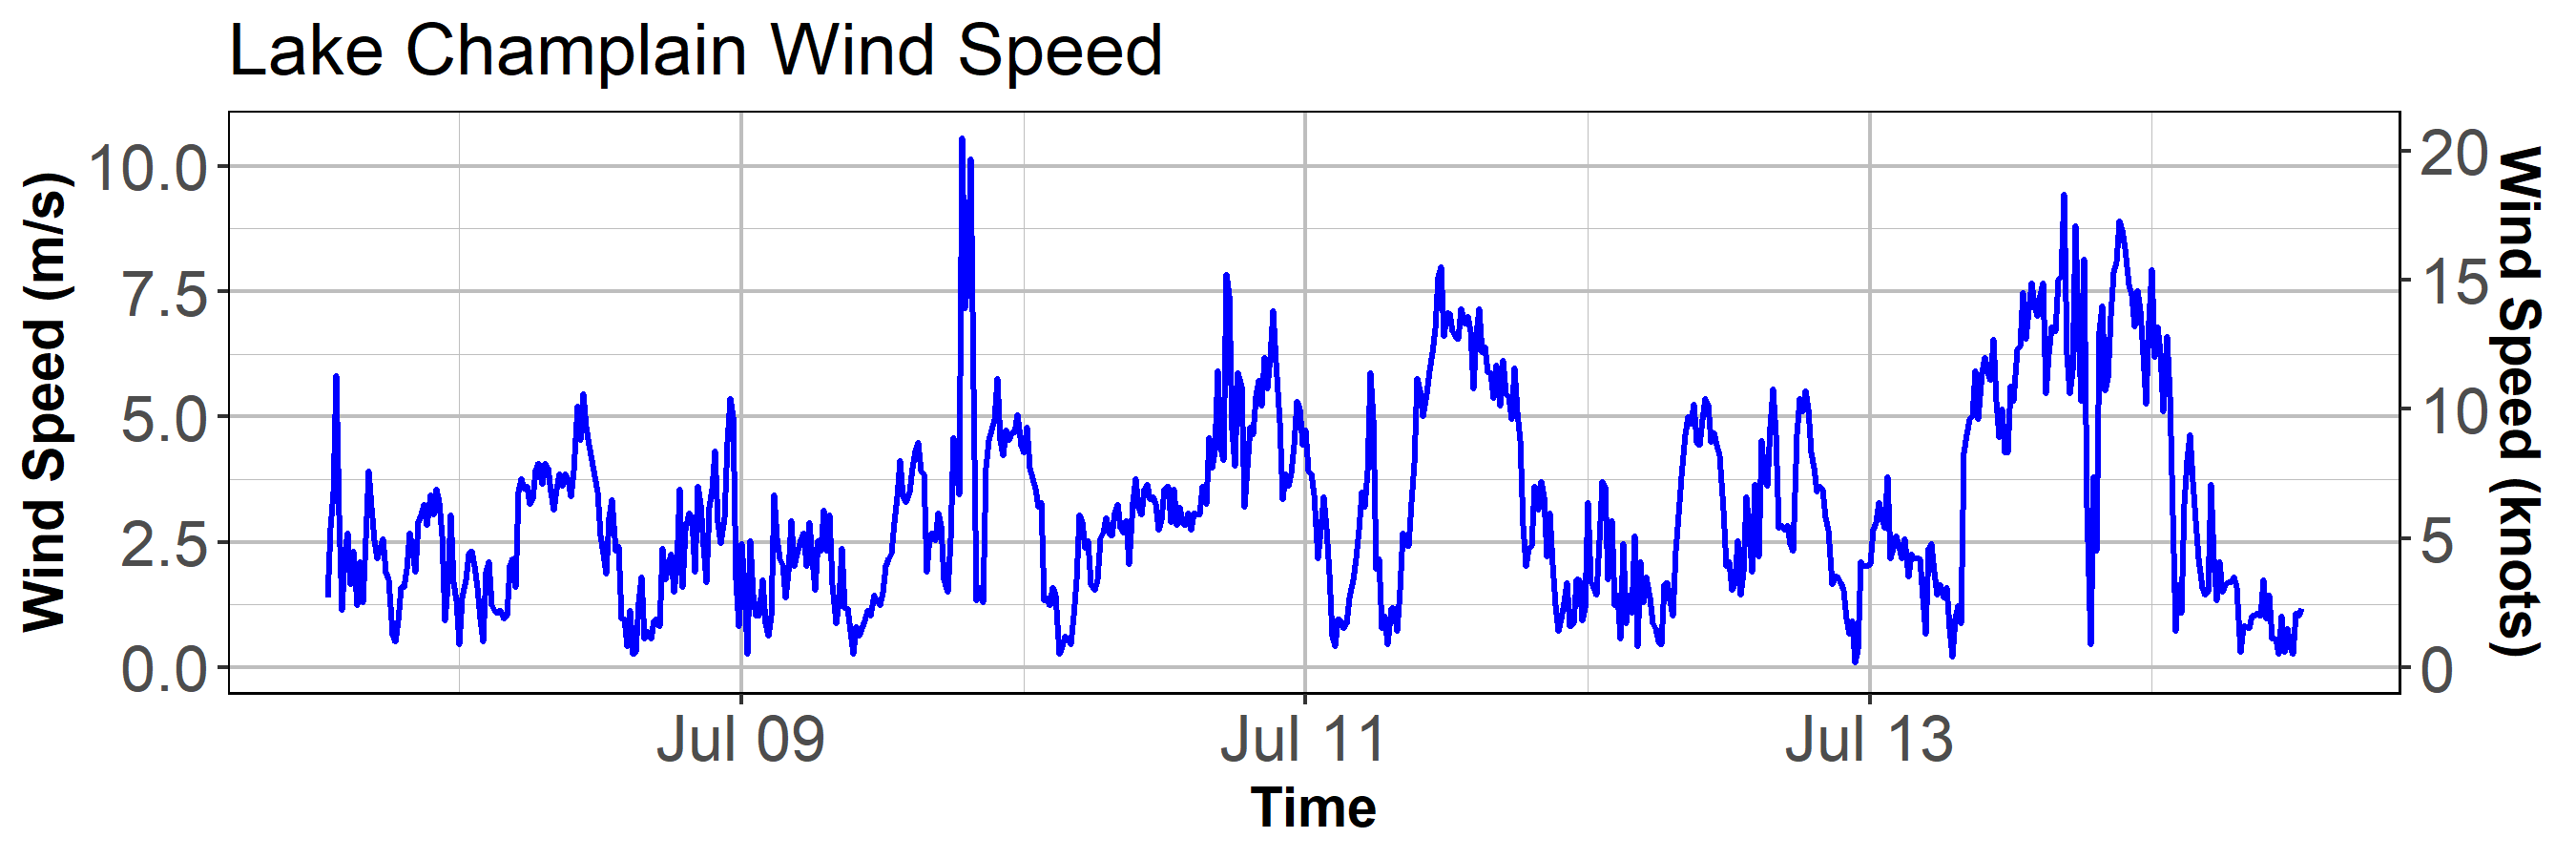 Lake Champlain Wind Speed
Wind Speed (m/s)
10.0
7.5
5.0
2.5
0.0
20
15
10
5
0
Wind Speed (knots)
Jul 09
Jul 11
Jul 13
Time